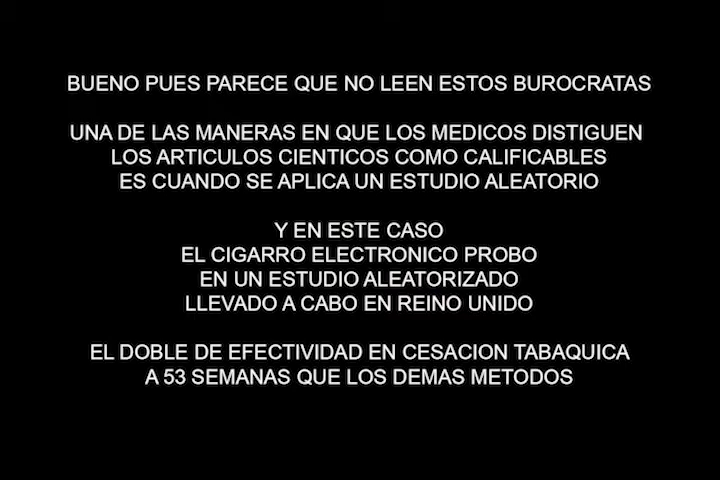 BUENO PUES PARECE QUE NO LEEN ESTOS BUROCRATAS
UNA DE LAS MANERAS EN QUE LOS MEDICOS DISTIGUEN
LOS ARTICULOS CIENTICOS COMO CALIFICABLES
ES CUANDO SE APLICA UN ESTUDIO ALEATORIO
Y EN ESTE CASO
EL CIGARRO ELECTRONICO PROBO
EN UN ESTUDIO ALEATORIZADO
LLEVADO A CABO EN REINO UNIDO
EL DOBLE DE EFECTIVIDAD EN CESACION TABAQUICA
A 53 SEMANAS QUE LOS DEMAS METODOS